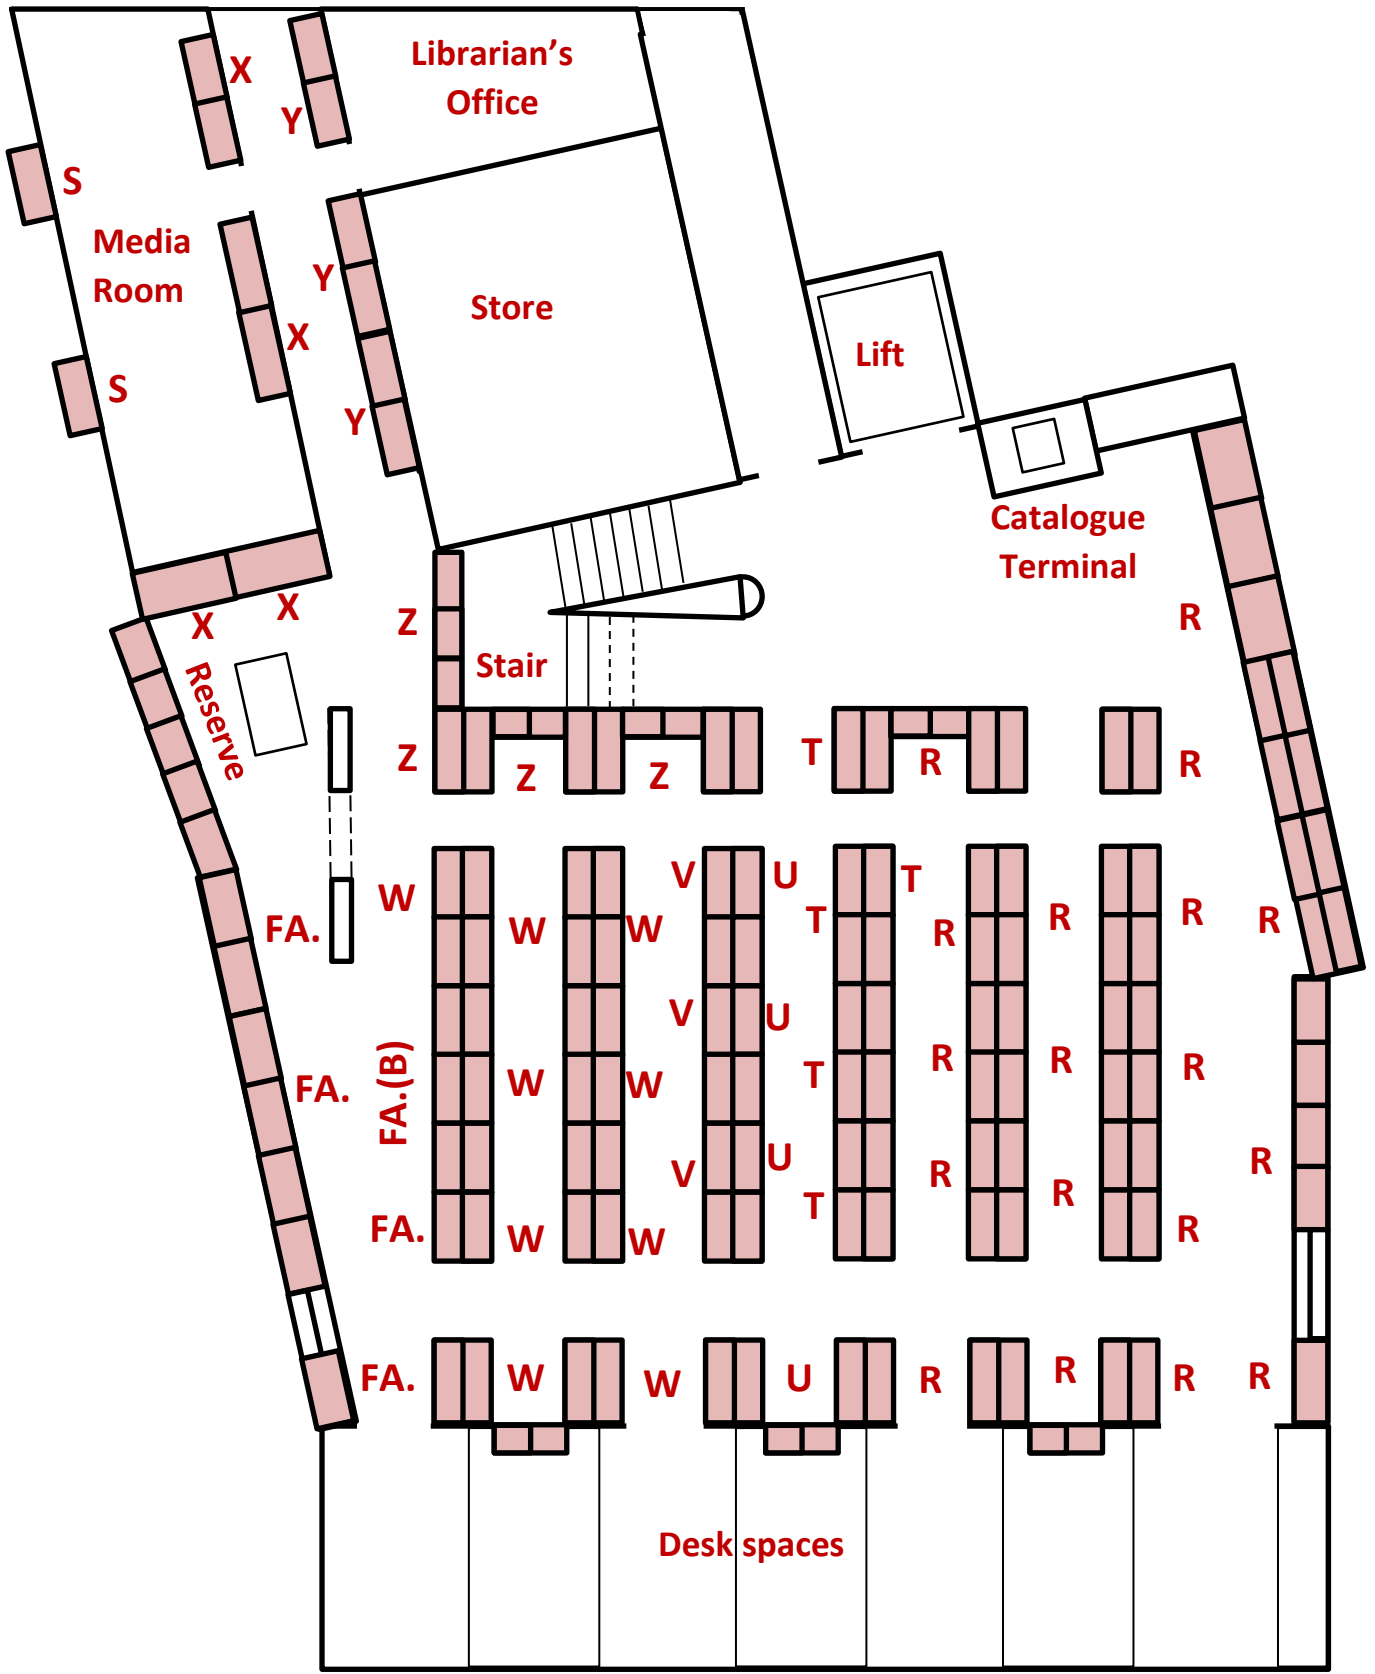 Librarian's
Office
X
Y
S
Media
Room
Y
Store
X
Lift
S
Y
Catalogue
Terminal
X
X
Z
R
Stair
Reserve
Z
Z
Z
T
R
R
W
V
U
T
T
FA.
W
W
R
R
R
R
V
U
FA.
FA.(B)
W
W
T
R
R
R
V
U
R
R
T
R
FA.
W
W
R
FA.
W
W
U
R
R
R
R
Desk spaces